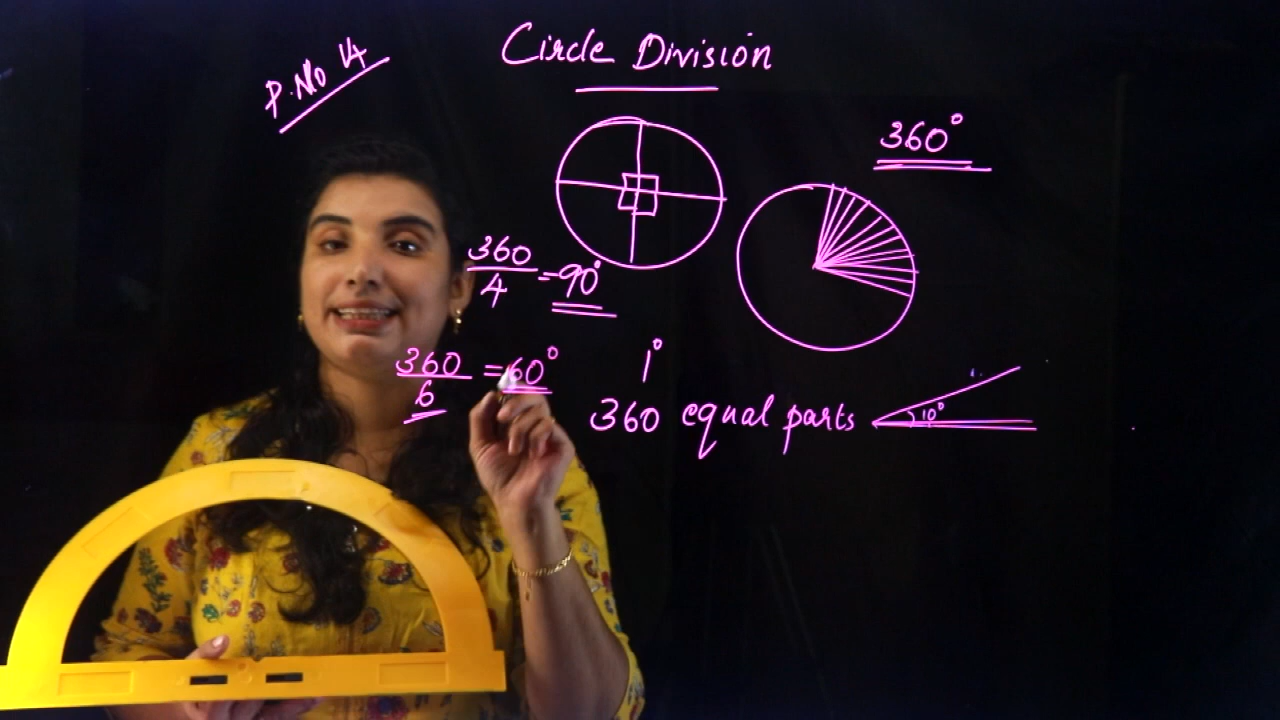 P.No 14
Circle Division
360°
360/4 = 90°
360/6 = 60°
1°
360 equal parts
10°